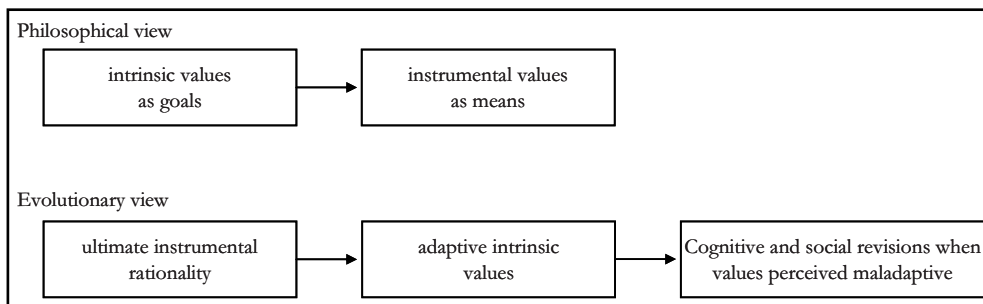 Philosophical view
intrinsic values
as goals
instrumental values
as means
Evolutionary view
ultimate instrumental
rationality
adaptive intrinsic
values
Cognitive and social revisions when
values perceived maladaptive